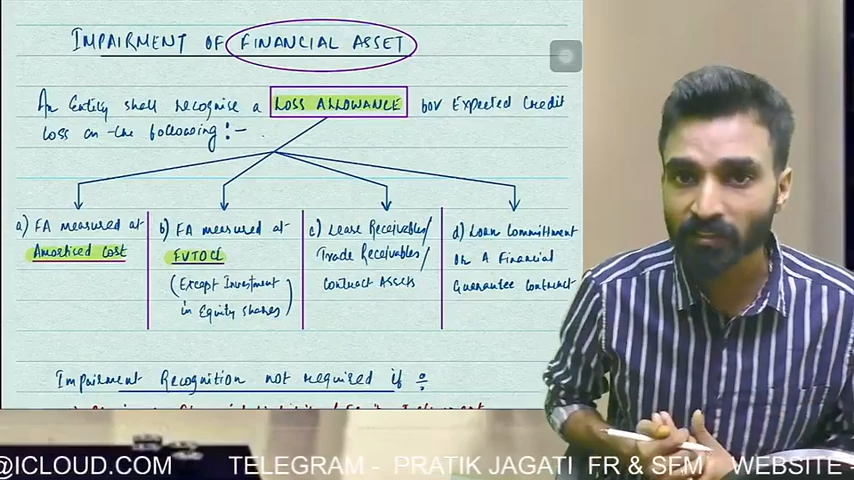 IMPAIRMENT OF FINANCIAL ASSET
An Entity shall recognise a LOSS ALLOWANCE for Expected Credit
loss on the following :-
a) FA measured at
Amortised Cost
b) FA measured at
FVTOCI
(Except Investment
in Equity shares)
c) Lease Receivables/
Trade Receivables/
Contract Assets
d) Loan Committment
Or A Financial
Guarantee Contract
Impairment Recognition not required if :
@ICLOUD.COM TELEGRAM - PRATIK JAGATI FR & SFM WEBSITE -